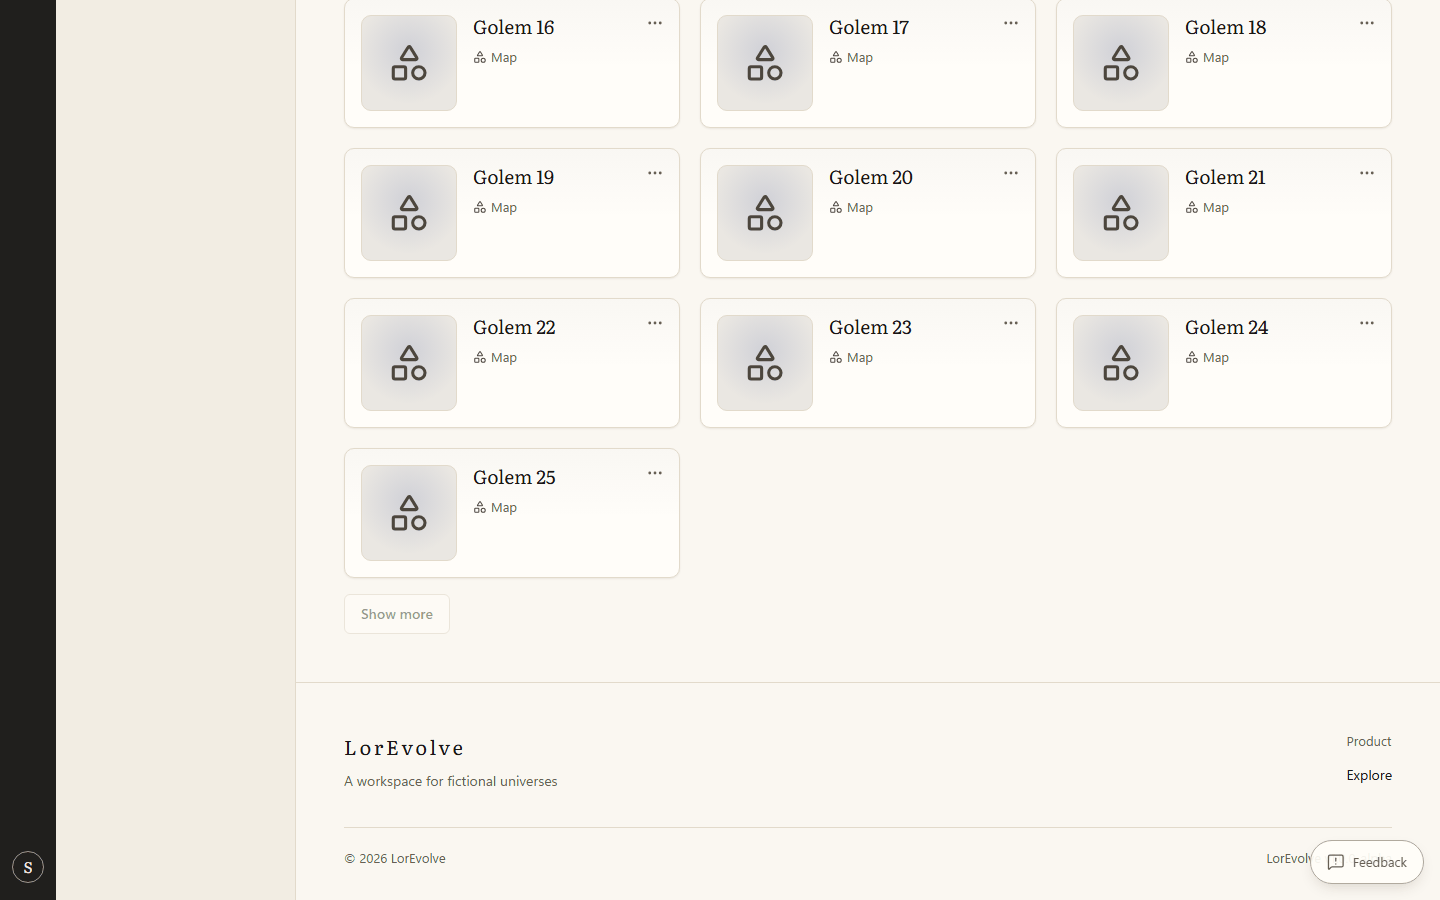 Golem 16
Map
Golem 17
Map
Golem 18
Map
Golem 19
Map
Golem 20
Map
Golem 21
Map
Golem 22
Map
Golem 23
Map
Golem 24
Map
Golem 25
Map
Show more
LorEvolve
A workspace for fictional universes
Product
Explore
© 2026 LorEvolve
Feedback
S